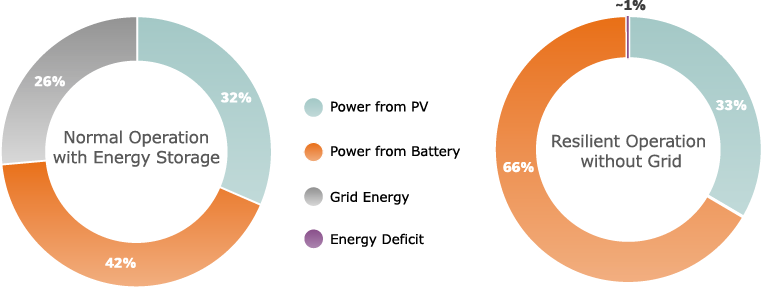 ~1%
26%
32%
Normal Operation
with Energy Storage
42%
Power from PV
Power from Battery
Grid Energy
Energy Deficit
33%
Resilient Operation
without Grid
66%